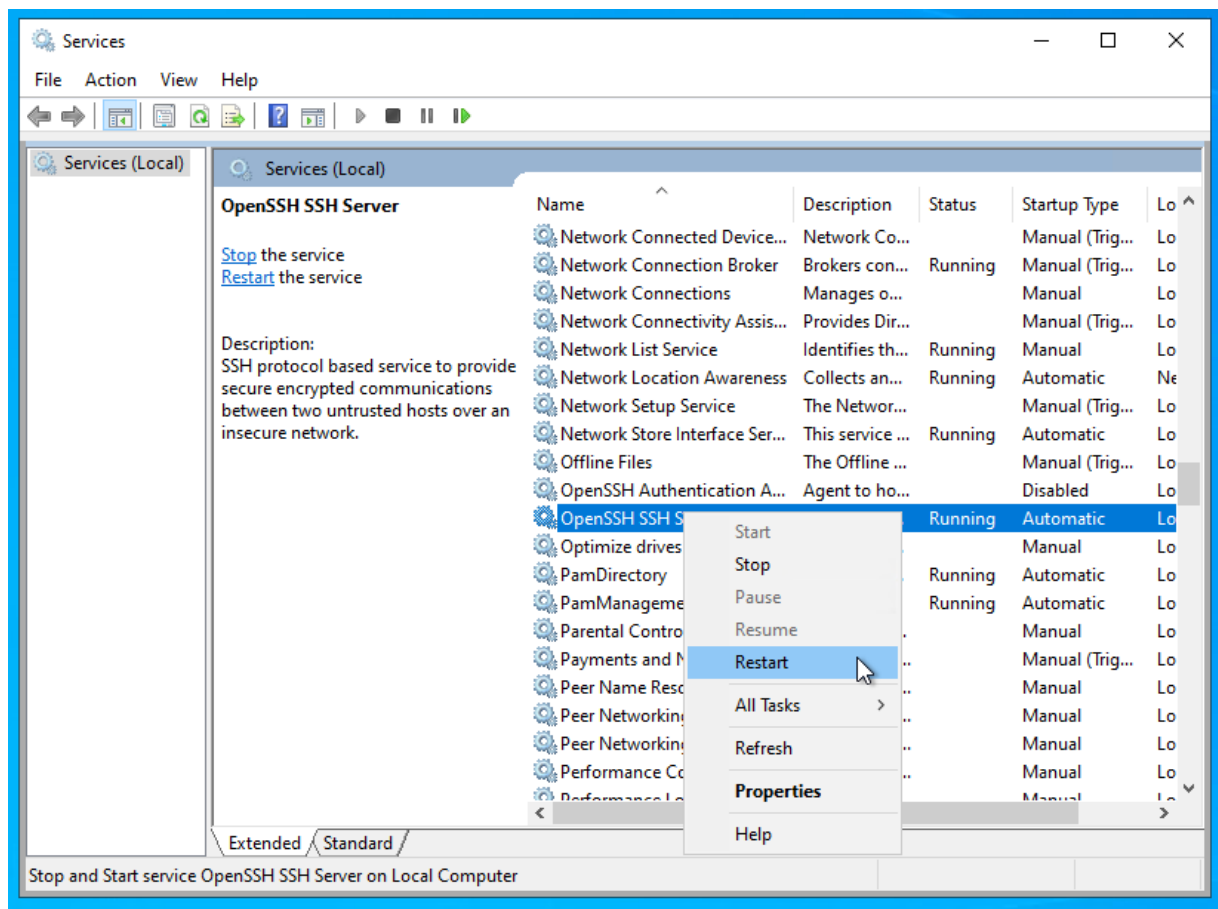 Services
File Action View Help
Services (Local)
Services (Local)
OpenSSH SSH Server
Stop the service
Restart the service
Description:
SSH protocol based service to provide
secure encrypted communications
between two untrusted hosts over an
insecure network.
Name Description Status Startup Type Lo
Network Connected Device... Network Co... Manual (Trig... Lo
Network Connection Broker Brokers con... Running Manual (Trig... Lo
Network Connections Manages o... Manual Lo
Network Connectivity Assis... Provides Dir... Manual (Trig... Lo
Network List Service Identifies th... Running Manual Lo
Network Location Awareness Collects an... Running Automatic Ne
Network Setup Service The Networ... Manual (Trig... Lo
Network Store Interface Ser... This service ... Running Automatic Lo
Offline Files The Offline ... Manual (Trig... Lo
OpenSSH Authentication A... Agent to ho... Disabled Lo
OpenSSH SSH S Running Automatic Lo
Optimize drives Manual Lo
PamDirectory Running Automatic Lo
PamManageme Running Automatic Lo
Parental Contro Manual Lo
Payments and N Manual (Trig... Lo
Peer Name Reso Manual Lo
Peer Networkin Manual Lo
Peer Networkin Manual Lo
Performance Co Manual Lo
Performance Lo Manual Lo
Start
Stop
Pause
Resume
Restart
All Tasks
Refresh
Properties
Help
Extended Standard
Stop and Start service OpenSSH SSH Server on Local Computer